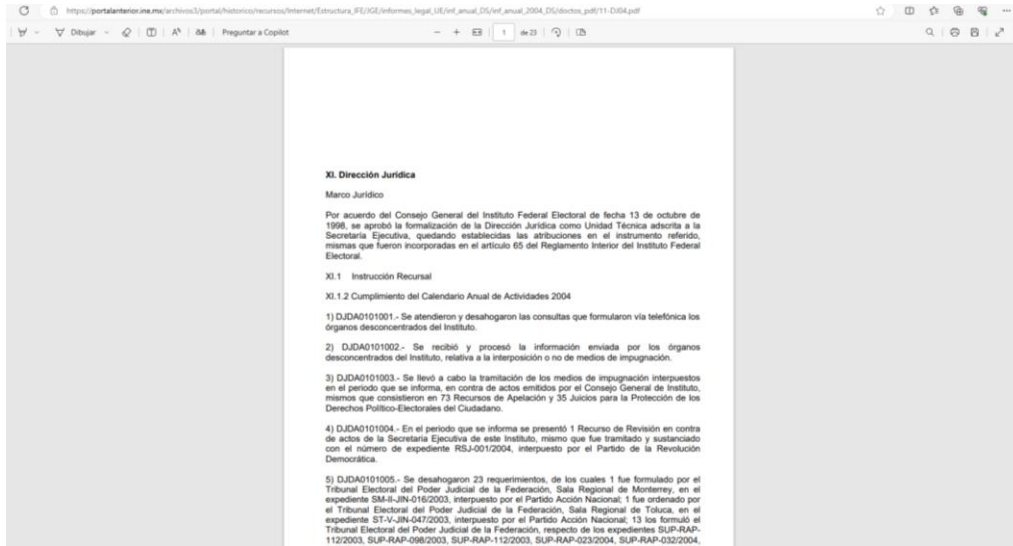 https://portalanterior.ine.mx/archivos3/portal/historico/recursos/Internet/Estructura_IFE/JGE/informes_legal_UE/inf_anual_DS/inf_anual_2004_DS/doctos_pdf/11-DJ04.pdf
Dibujar
Preguntar a Copilot
1 de 23
XI. Dirección Jurídica
Marco Jurídico
Por acuerdo del Consejo General del Instituto Federal Electoral de fecha 13 de octubre de
1998, se aprobó la formalización de la Dirección Jurídica como Unidad Técnica adscrita a la
Secretaría Ejecutiva, quedando establecidas las atribuciones en el instrumento referido,
mismas que fueron incorporadas en el artículo 65 del Reglamento Interior del Instituto Federal
Electoral.
XI.1 Instrucción Recursal
XI.1.2 Cumplimiento del Calendario Anual de Actividades 2004
1) DJDA0101001.- Se atendieron y desahogaron las consultas que formularon vía telefónica los
órganos desconcentrados del Instituto.
2) DJDA0101002.- Se recibió y procesó la información enviada por los órganos
desconcentrados del Instituto, relativa a la interposición o no de medios de impugnación.
3) DJDA0101003.- Se llevó a cabo la tramitación de los medios de impugnación interpuestos
en el periodo que se informa, en contra de actos emitidos por el Consejo General de Instituto,
mismos que consistieron en 73 Recursos de Apelación y 35 Juicios para la Protección de los
Derechos Político-Electorales del Ciudadano.
4) DJDA0101004.- En el periodo que se informa se presentó 1 Recurso de Revisión en contra
de actos de la Secretaría Ejecutiva de este Instituto, mismo que fue tramitado y sustanciado
con el número de expediente RSJ-001/2004, interpuesto por el Partido de la Revolución
Democrática.
5) DJDA0101005.- Se desahogaron 23 requerimientos, de los cuales 1 fue formulado por el
Tribunal Electoral del Poder Judicial de la Federación, Sala Regional de Monterrey, en el
expediente SM-II-JIN-016/2003, interpuesto por el Partido Acción Nacional; 1 fue ordenado por
el Tribunal Electoral del Poder Judicial de la Federación, Sala Regional de Toluca, en el
expediente ST-V-JIN-047/2003, interpuesto por el Partido Acción Nacional; 13 los formuló el
Tribunal Electoral del Poder Judicial de la Federación, respecto de los expedientes SUP-RAP-
112/2003, SUP-RAP-098/2003, SUP-RAP-112/2003, SUP-RAP-023/2004, SUP-RAP-032/2004,